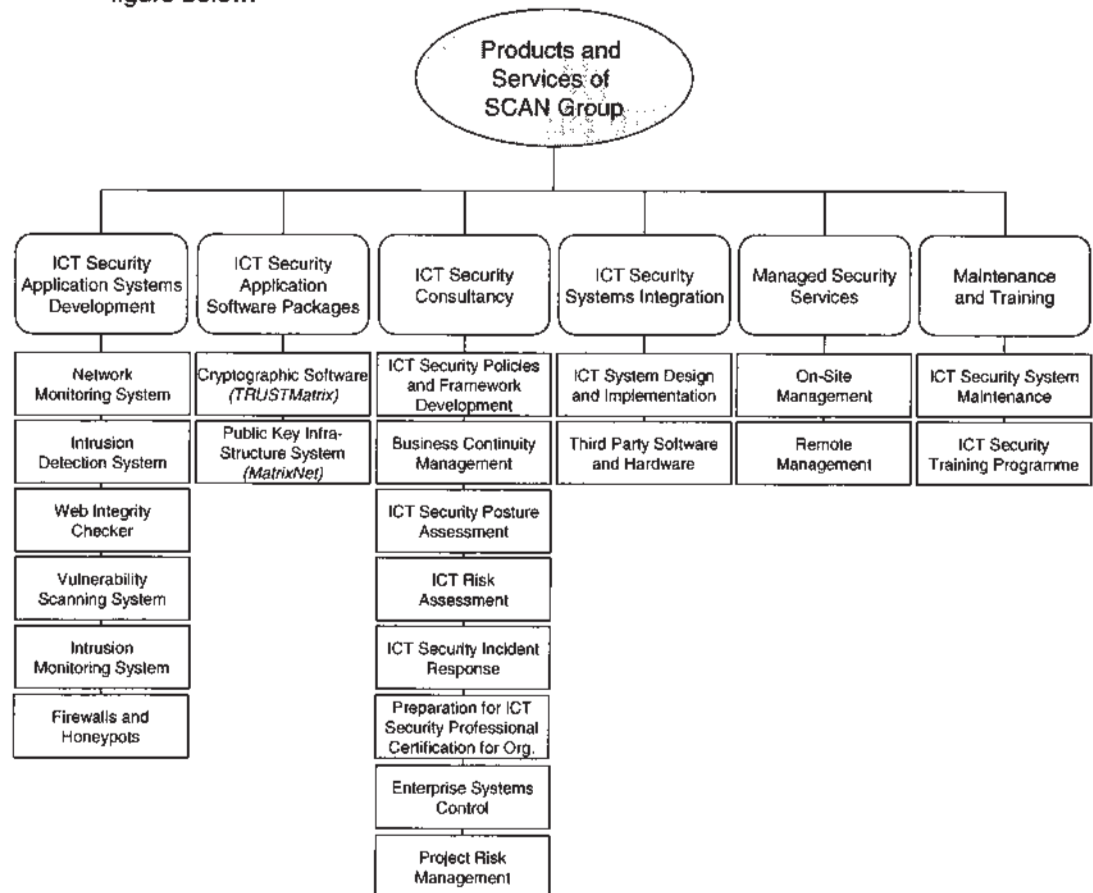 figure below:
Products and
Services of
SCAN Group
ICT Security
Application Systems
Development
ICT Security
Application
Software Packages
ICT Security
Consultancy
ICT Security
Systems Integration
Managed Security
Services
Maintenance
and Training
Network
Monitoring System
Intrusion
Detection System
Web Integrity
Checker
Vulnerability
Scanning System
Intrusion
Monitoring System
Firewalls and
Honeypots
Cryptographic Software
(TRUSTMatrix)
Public Key Infra-
Structure System
(MatrixNet)
ICT Security Policies
and Framework
Development
Business Continuity
Management
ICT Security Posture
Assessment
ICT Risk
Assessment
ICT Security Incident
Response
Preparation for ICT
Security Professional
Certification for Org.
Enterprise Systems
Control
Project Risk
Management
ICT System Design
and Implementation
Third Party Software
and Hardware
On-Site
Management
Remote
Management
ICT Security System
Maintenance
ICT Security
Training Programme